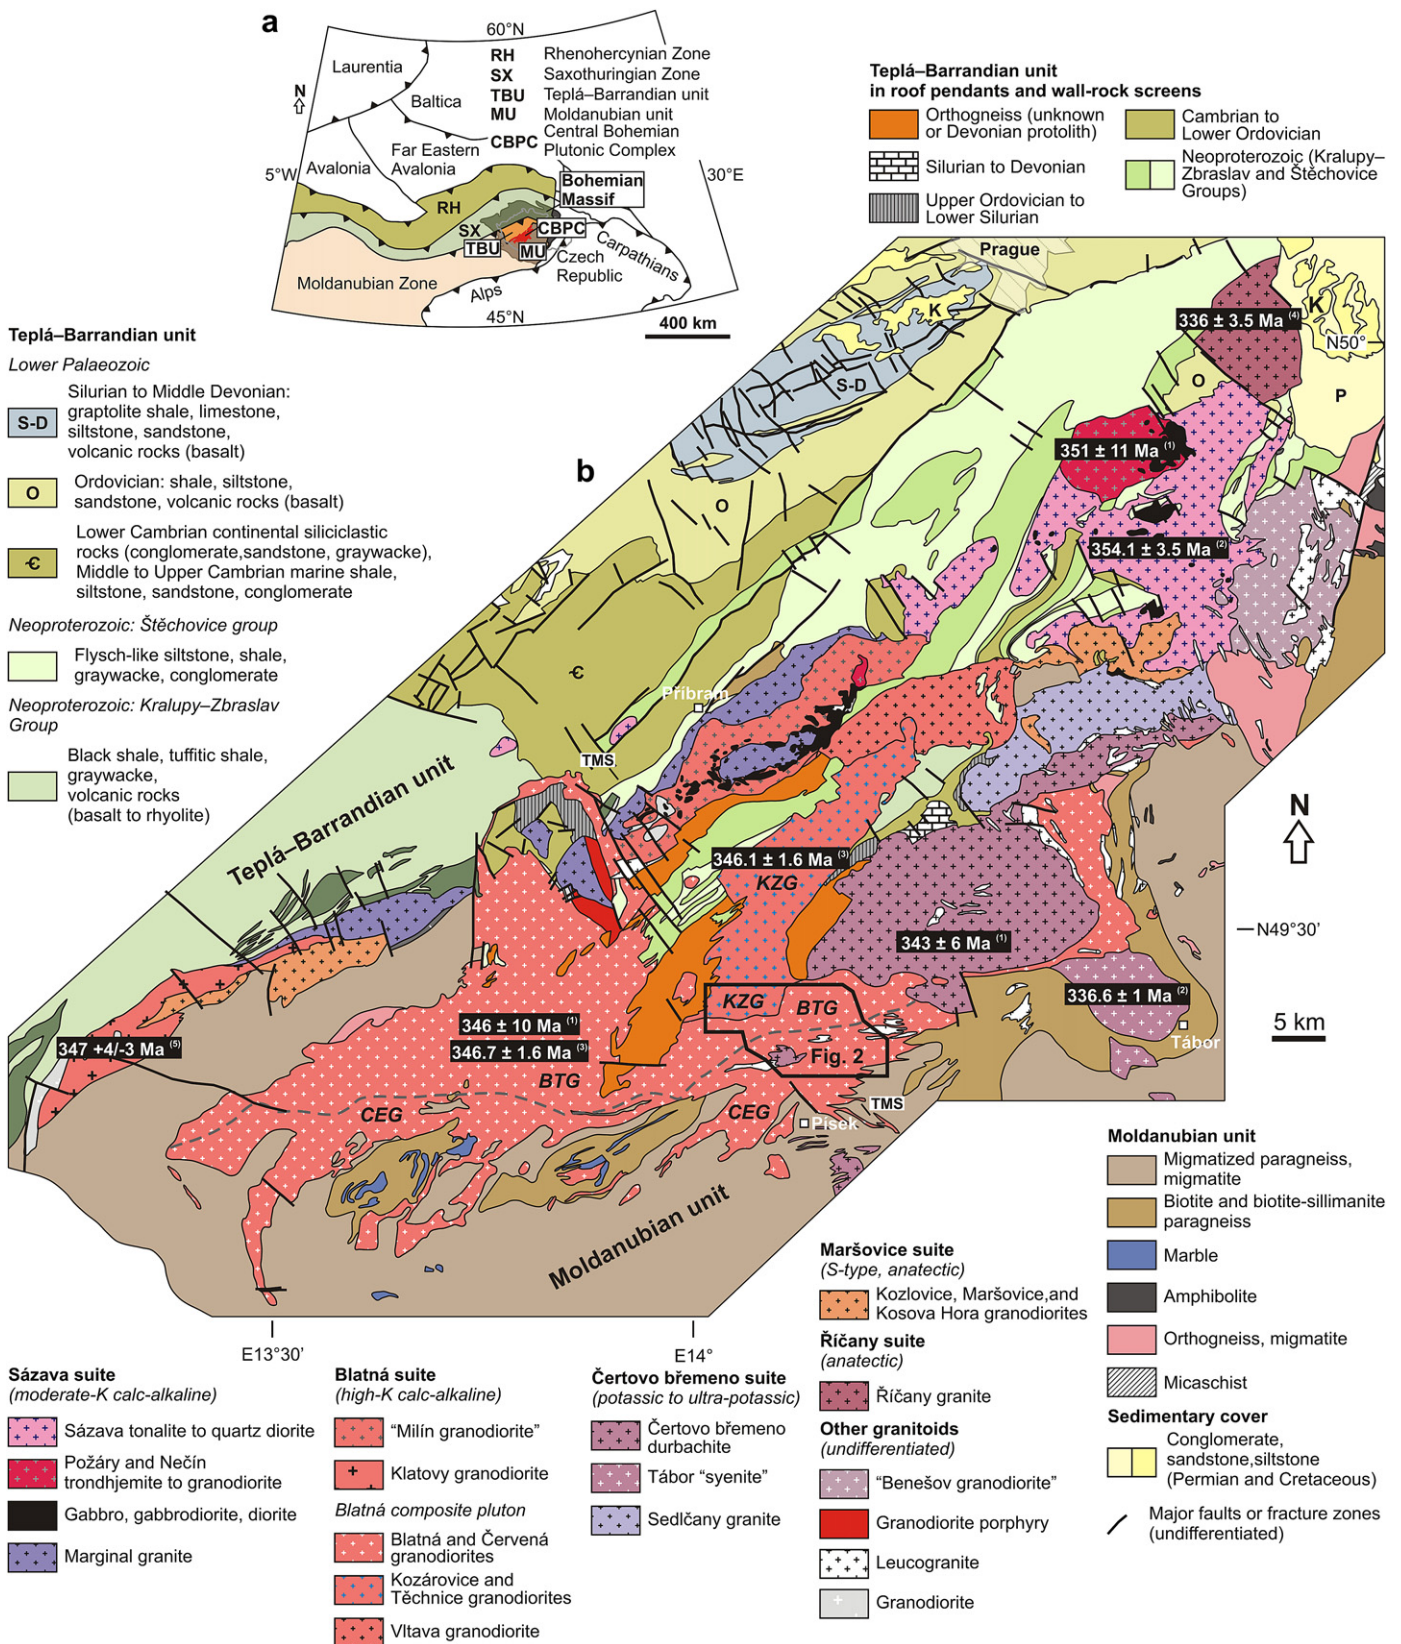 a
60°N
Laurentia
N
Baltica
Avalonia
Far Eastern
Avalonia
5°W
30°E
RH Rhenohercynian Zone
SX Saxothuringian Zone
TBU Teplá–Barrandian unit
MU Moldanubian unit
CBPC Central Bohemian
Plutonic Complex
Bohemian
Massif
RH
SX
CBPC
TBU
MU
Czech
Republic
Carpathians
Moldanubian Zone
Alps
45°N
400 km
Teplá–Barrandian unit
in roof pendants and wall-rock screens
Orthogneiss (unknown
or Devonian protolith)
Silurian to Devonian
Upper Ordovician to
Lower Silurian
Cambrian to
Lower Ordovician
Neoproterozoic (Kralupy–
Zbraslav and Štěchovice
Groups)
Teplá–Barrandian unit
Lower Palaeozoic
S-D
Silurian to Middle Devonian:
graptolite shale, limestone,
siltstone, sandstone,
volcanic rocks (basalt)
O
Ordovician: shale, siltstone,
sandstone, volcanic rocks (basalt)
Є
Lower Cambrian continental siliciclastic
rocks (conglomerate,sandstone, graywacke),
Middle to Upper Cambrian marine shale,
siltstone, sandstone, conglomerate
Neoproterozoic: Štěchovice group
Flysch-like siltstone, shale,
graywacke, conglomerate
Neoproterozoic: Kralupy–Zbraslav
Group
Black shale, tuffitic shale,
graywacke,
volcanic rocks
(basalt to rhyolite)
b
Prague
K
K
336 ± 3.5 Ma (4)
N50°
S-D
O
P
351 ± 11 Ma (1)
O
354.1 ± 3.5 Ma (2)
Є
Příbram
TMS
Teplá–Barrandian unit
346.1 ± 1.6 Ma (3)
KZG
N
343 ± 6 Ma (1)
N49°30'
336.6 ± 1 Ma (2)
KZG
BTG
5 km
Tábor
346 ± 10 Ma (1)
347 +4/-3 Ma (5)
346.7 ± 1.6 Ma (3)
Fig. 2
BTG
CEG
CEG
TMS
Písek
Moldanubian unit
E13°30'
E14°
Sázava suite
(moderate-K calc-alkaline)
Sázava tonalite to quartz diorite
Požáry and Nečín
trondhjemite to granodiorite
Gabbro, gabbrodiorite, diorite
Marginal granite
Blatná suite
(high-K calc-alkaline)
“Milín granodiorite”
Klatovy granodiorite
Blatná composite pluton
Blatná and Červená
granodiorites
Kozárovice and
Těchnice granodiorites
Vltava granodiorite
Čertovo břemeno suite
(potassic to ultra-potassic)
Čertovo břemeno
durbachite
Tábor “syenite”
Sedlčany granite
Maršovice suite
(S-type, anatectic)
Kozlovice, Maršovice,and
Kosova Hora granodiorites
Říčany suite
(anatectic)
Říčany granite
Other granitoids
(undifferentiated)
“Benešov granodiorite”
Granodiorite porphyry
Leucogranite
Granodiorite
Moldanubian unit
Migmatized paragneiss,
migmatite
Biotite and biotite-sillimanite
paragneiss
Marble
Amphibolite
Orthogneiss, migmatite
Micaschist
Sedimentary cover
Conglomerate,
sandstone,siltstone
(Permian and Cretaceous)
Major faults or fracture zones
(undifferentiated)